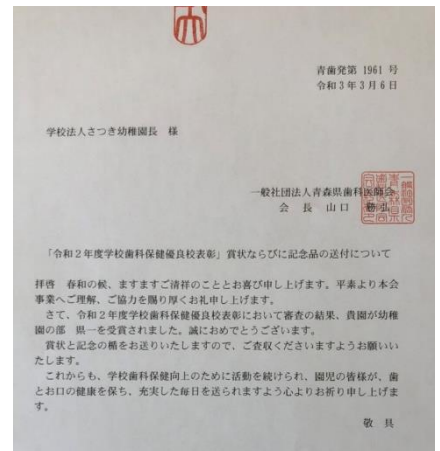 青歯発第 1961 号
令和3年3月6日
学校法人さつき幼稚園長 様
一般社団法人青森県歯科医師会
会 長 山口 勝弘
「令和2年度学校歯科保健優良校表彰」賞状ならびに記念品の送付について
拝啓 春和の候、ますますご清祥のこととお喜び申し上げます。平素より本会
事業へご理解、ご協力を賜り厚くお礼申し上げます。
さて、令和2年度学校歯科保健優良校表彰において審査の結果、貴園が幼稚
園の部 県一を受賞されました。誠におめでとうございます。
賞状と記念の楯をお送りいたしますので、ご査収くださいますようお願いい
たします。
これからも、学校歯科保健向上のために活動を続けられ、園児の皆様が、歯
とお口の健康を保ち、充実した毎日を送られますよう心よりお祈り申し上げま
す。
敬 具